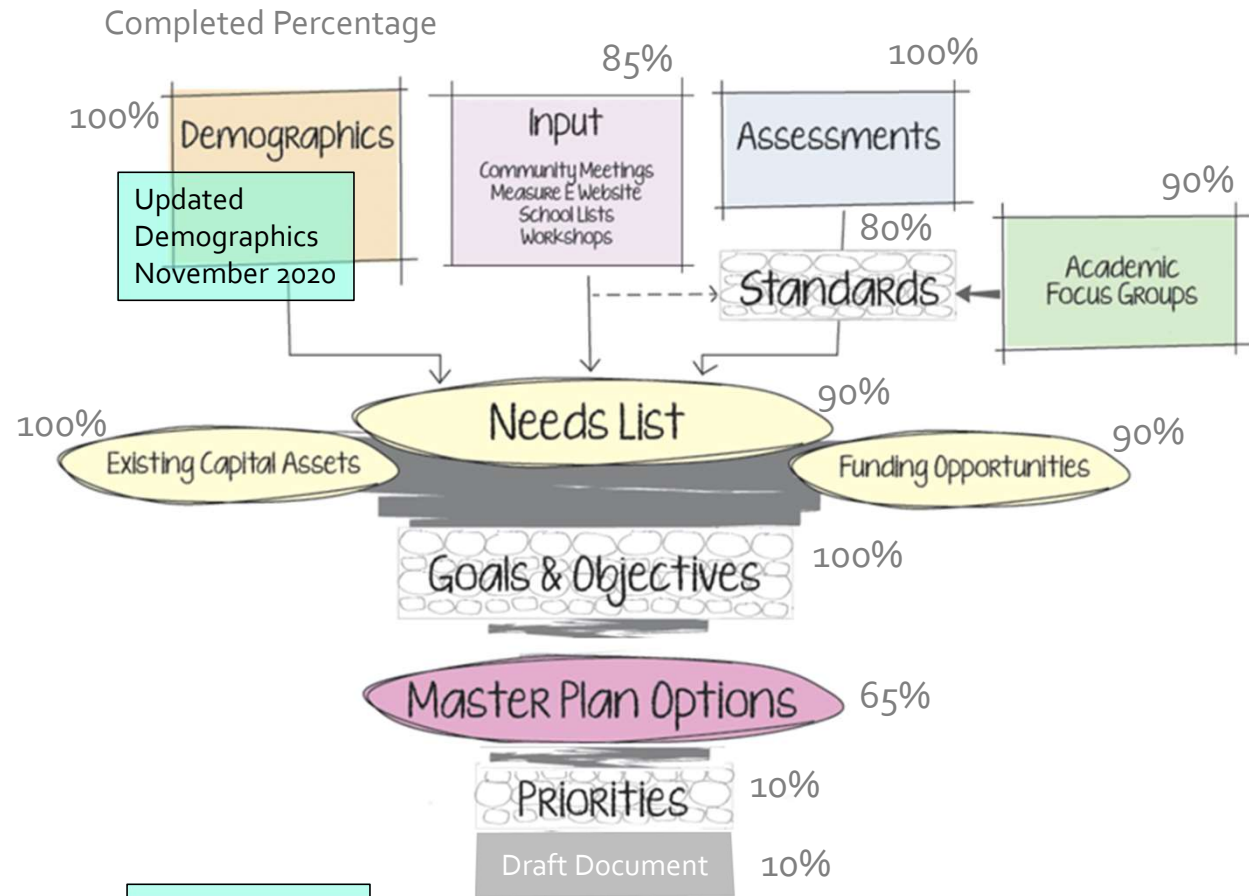 Completed Percentage
85%
100%
100%
Demographics
Input
Assessments
Community Meetings
Measure E Website
School Lists
Workshops
90%
Updated
Demographics
November 2020
80%
Standards
Academic
Focus Groups
Needs List
90%
100%
Existing Capital Assets
Funding Opportunities
90%
Goals & Objectives
100%
Master Plan Options
65%
Priorities
10%
Draft Document
10%